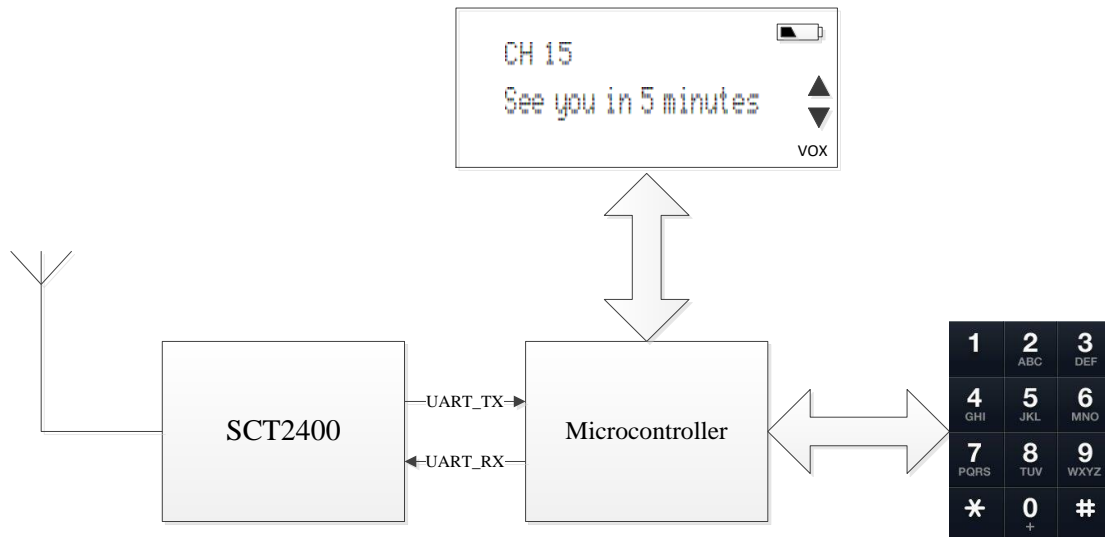 CH 15
See you in 5 minutes
VOX
SCT2400
UART_TX
UART_RX
Microcontroller
1 2 3
ABC DEF
4 5 6
GHI JKL MNO
7 8 9
PQRS TUV WXYZ
* 0 #
+